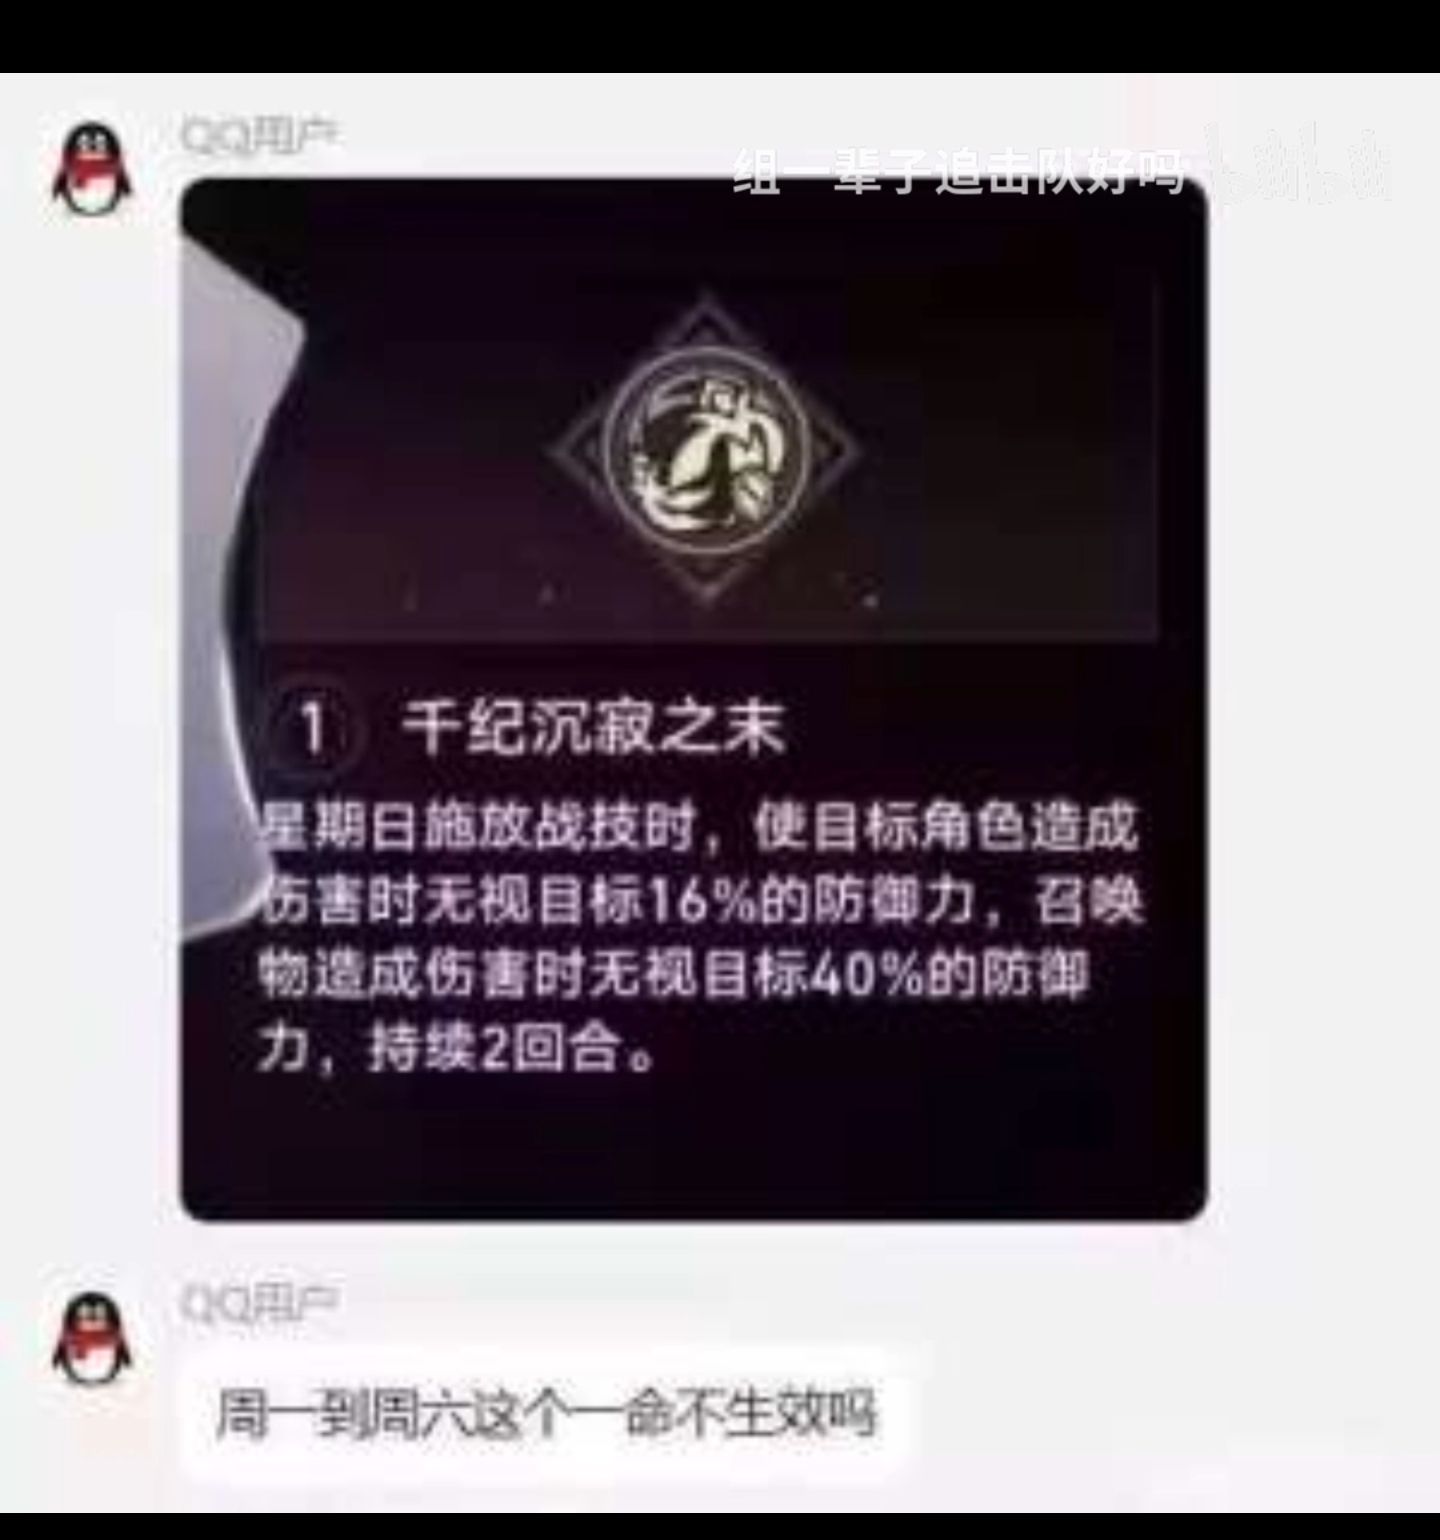 QQ用户
组一辈子追击队好吗 bilibili
1 千纪沉寂之末
星期日施放战技时，使目标角色造成
伤害时无视目标16%的防御力，召唤
物造成伤害时无视目标40%的防御
力，持续2回合。
QQ用户
周一到周六这个一命不生效吗